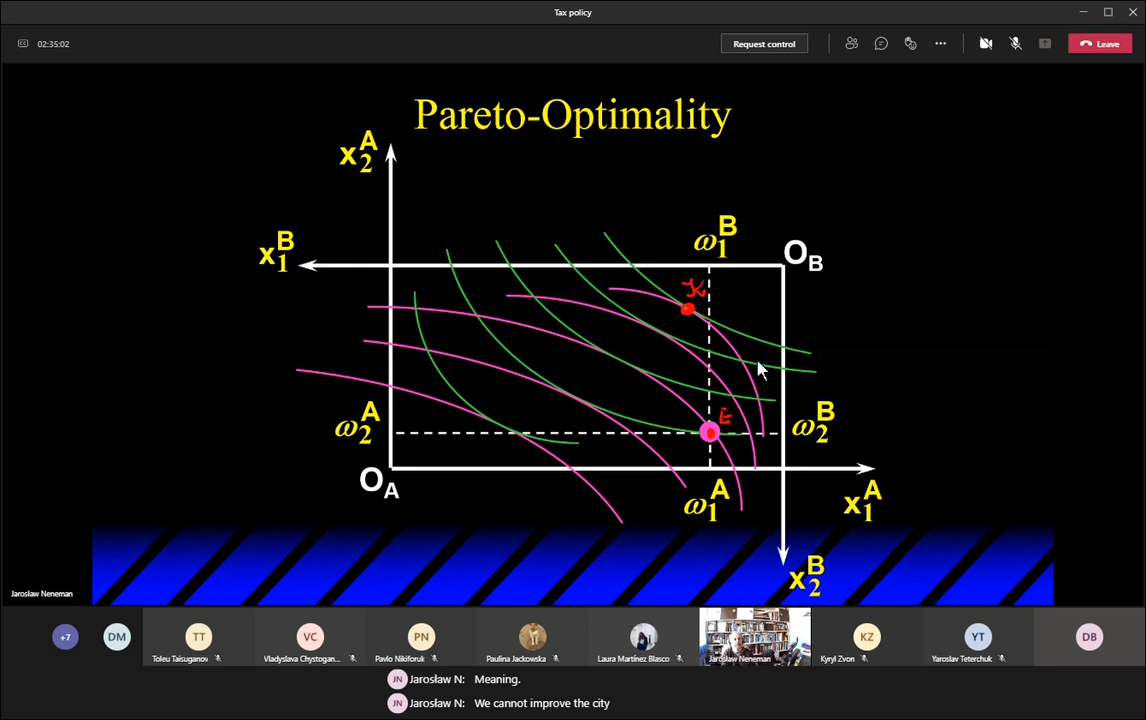 Tax policy
02:35:02
Request control
Leave
Pareto-Optimality
x₂ᴬ
x₁ᴮ
ω₁ᴮ
Oᴮ
E
ω₂ᴬ
ω₂ᴮ
Oᴀ
ω₁ᴬ
x₁ᴬ
x₂ᴮ
Jarosław Neneman
+7
DM
TT
VC
PN
KZ
YT
DB
Toleu Taisuganov
Vladyslava Chystogan...
Pavlo Nikiforuk
Paulina Jackowska
Laura Martínez Blasco
Jarosław Neneman
Kyryl Zvon
Yaroslav Teterchuk
JN Jarosław N: Meaning.
JN Jarosław N: We cannot improve the city